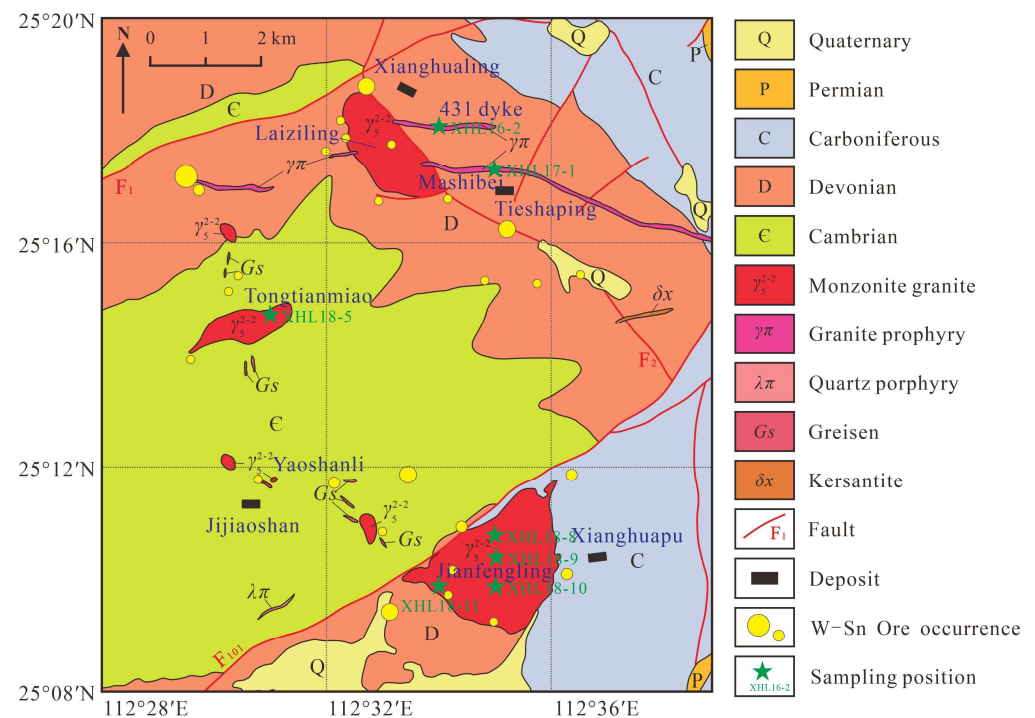 25°20′N
N
0 1 2 km
Q
P
C
Xianghualing
D
Є
431 dyke
γ₅²⁻²
XHL16-2
Laiziling
γπ
γπ
XHL17-1
F₁
Mashibei
Tieshaping
Q
D
25°16′N
γ₅²⁻²
Gs
Q
Tongtianmiao
δx
γ₅²⁻²
XHL18-5
F₂
Gs
Є
25°12′N
γ₅²⁻²
Yaoshanli
Gs
γ₅²⁻²
Jijiaoshan
Gs
XHL18-8
Xianghuapu
γ₅²⁻²
XHL18-9
C
Jianfengling
XHL18-10
λπ
XHL18-11
D
F₁₀₁
Q
P
25°08′N
112°28′E
112°32′E
112°36′E
Q Quaternary
P Permian
C Carboniferous
D Devonian
Є Cambrian
γ₅²⁻² Monzonite granite
γπ Granite prophyry
λπ Quartz porphyry
Gs Greisen
δx Kersantite
F₁ Fault
Deposit
W-Sn Ore occurrence
XHL16-2 Sampling position